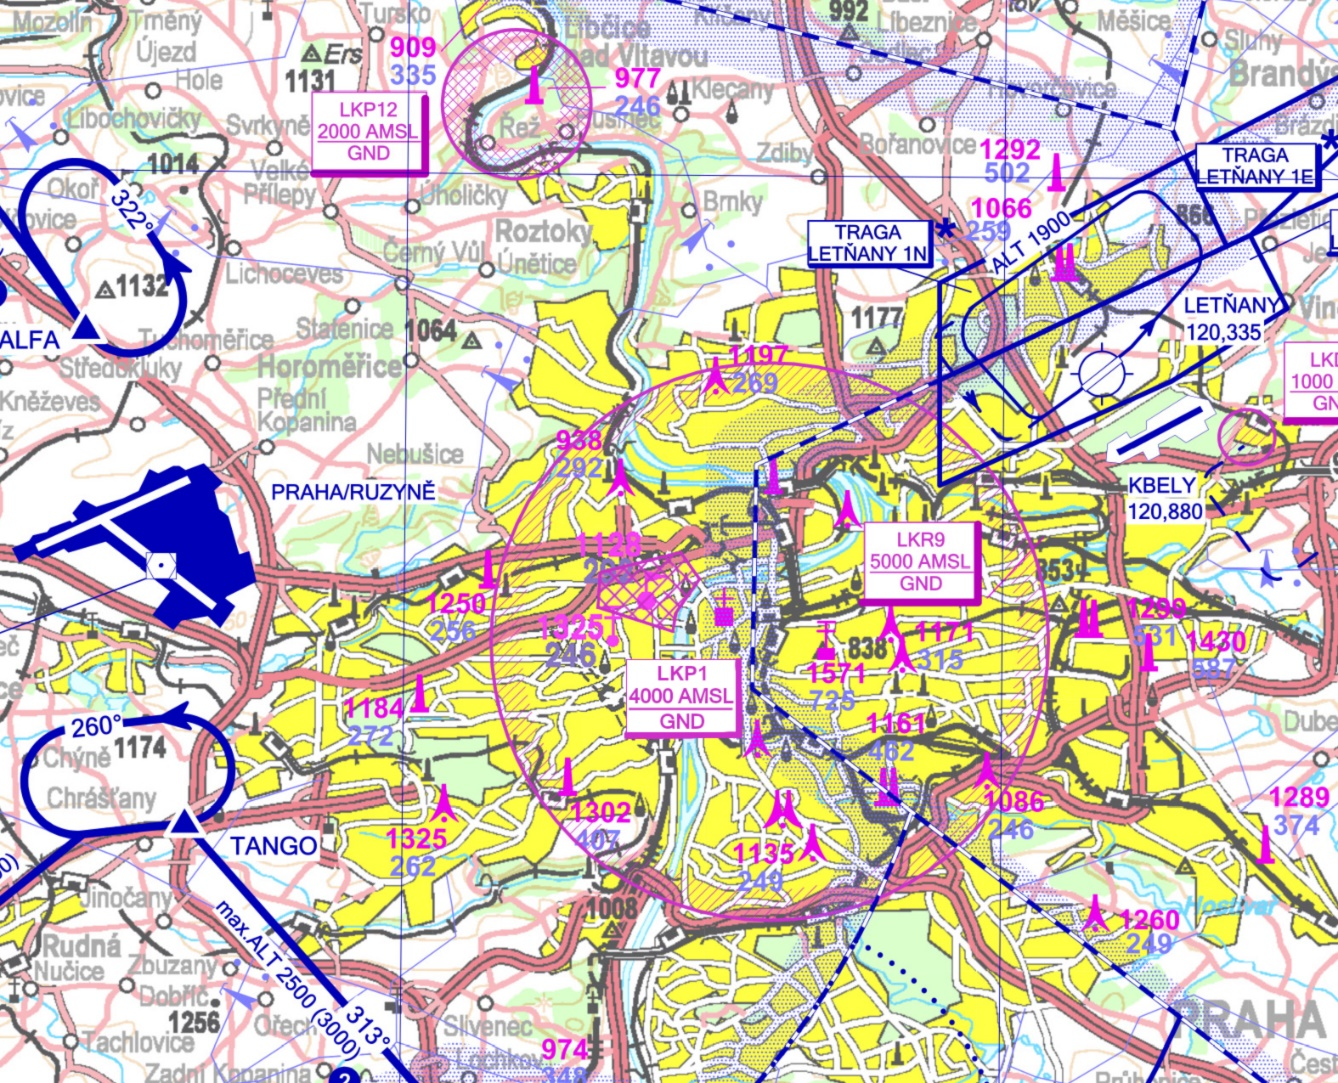 Mozolín
Trněný
Újezd
Hole
Tursko
Ers
1131
909
335
LKP12
2000 AMSL
GND
Libčice
nad Vltavou
977
246
Klecany
Řež
992
Líbeznice
Měšice
Sluhy
Zdiby
Bořanovice
1292
502
1066
259
TRAGA
LETŇANY 1E
TRAGA
LETŇANY 1N
ALT 1900
Libochovičky
Svrkyně
1014
Okoř
Velké
Přílepy
Úholičky
322°
Roztoky
Brnky
Únětice
Černý Vůl
Lichoceves
1132
ALFA
Tuchoměřice
Středokluky
Statenice
1064
Horoměřice
Kněževes
Přední
Kopanina
Nebušice
1177
LETŇANY
120,335
1197
269
938
292
1000
PRAHA/RUZYNĚ
KBELY
120,880
LKR9
5000 AMSL
GND
1128
1250
256
1325
246
LKP1
4000 AMSL
GND
838
1171
315
1571
725
1299
531
1430
587
1184
272
1161
462
260°
1174
Chýně
Chrášťany
TANGO
1325
262
1302
407
1135
249
1086
246
1289
374
1260
249
Hostivař
1008
Jinočany
Rudná
Nučice
Zbuzany
Dobříč
1256
Tachlovice
Ořech
Zadní Kopanina
max.ALT 2500 (3000)
313°
2
Slivenec
Lochkov
974
348
PRAHA